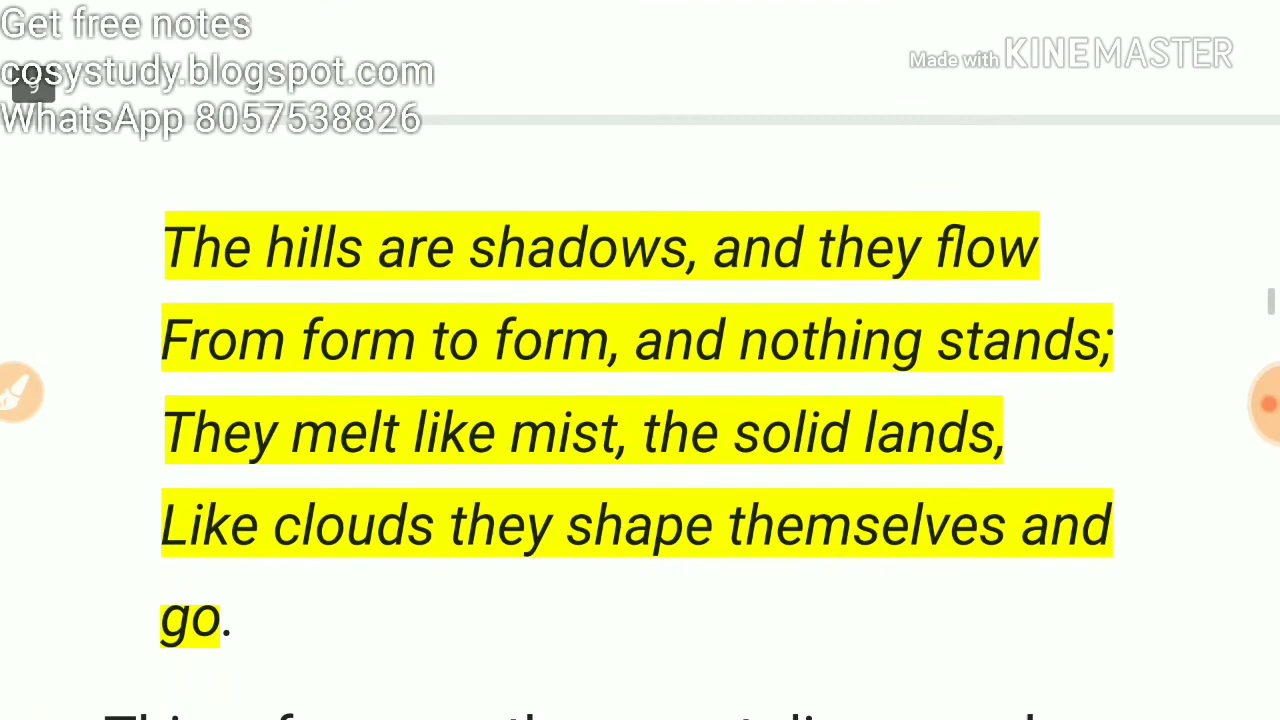 Get free notes
Made with KINEMASTER
cosystudy.blogspot.com
9
WhatsApp 8057538826
The hills are shadows, and they flow
From form to form, and nothing stands;
They melt like mist, the solid lands,
Like clouds they shape themselves and
go.